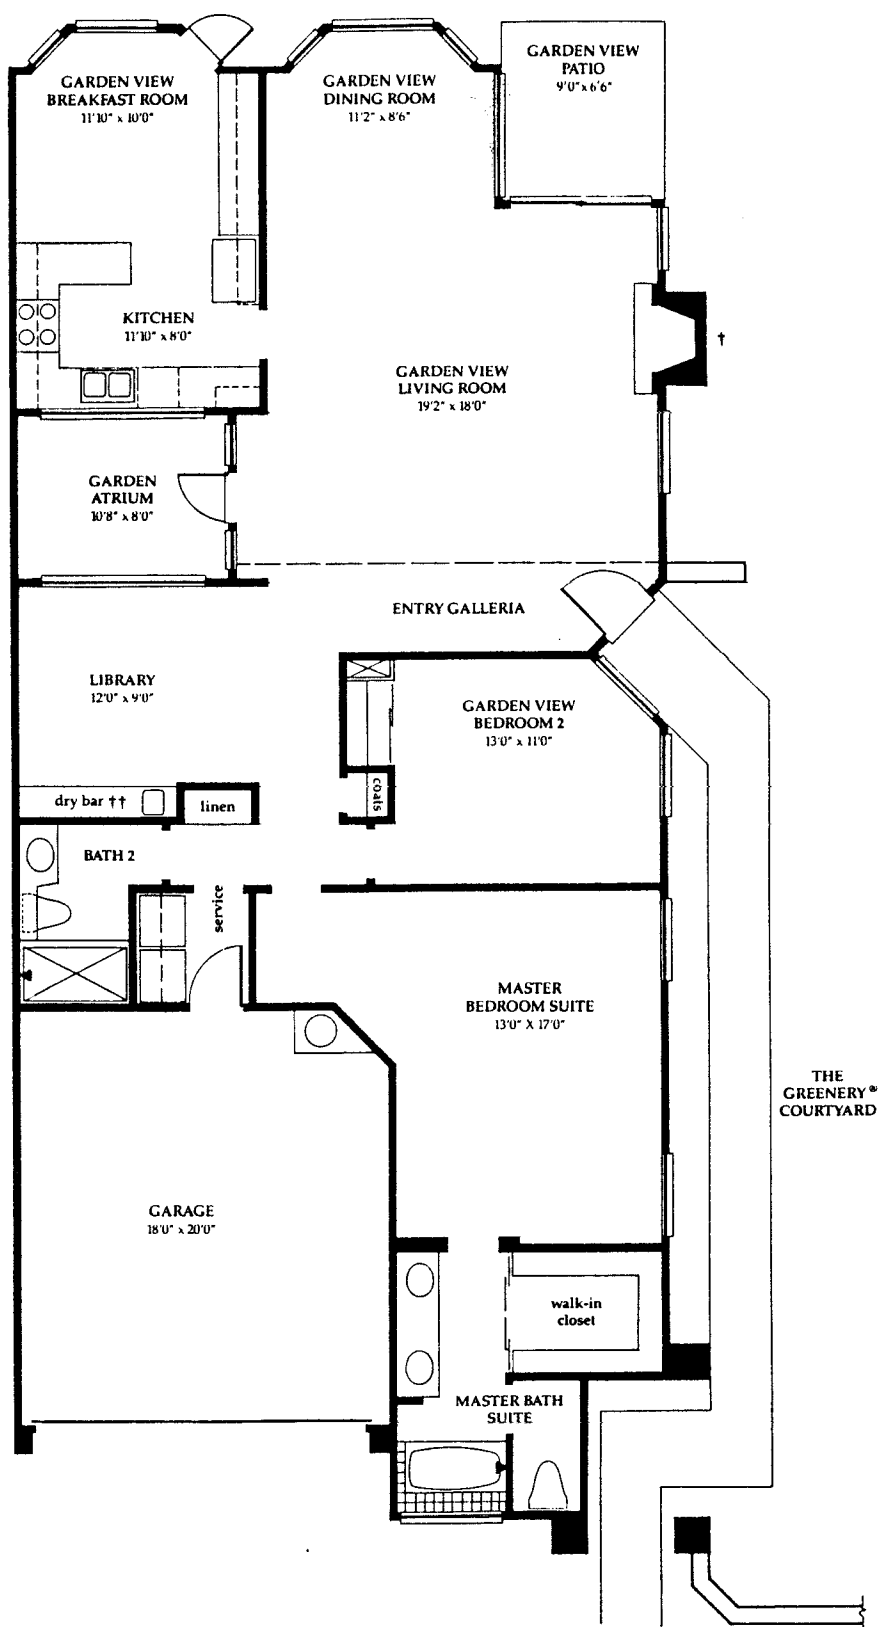 GARDEN VIEW
BREAKFAST ROOM
11'10" x 10'0"
GARDEN VIEW
DINING ROOM
11'2" x 8'6"
GARDEN VIEW
PATIO
9'0" x 6'6"
KITCHEN
11'10" x 8'0"
†
GARDEN VIEW
LIVING ROOM
19'2" x 18'0"
GARDEN
ATRIUM
10'8" x 8'0"
ENTRY GALLERIA
LIBRARY
12'0" x 9'0"
GARDEN VIEW
BEDROOM 2
13'0" x 11'0"
coats
dry bar ††
linen
BATH 2
service
MASTER
BEDROOM SUITE
13'0" X 17'0"
THE
GREENERY®
COURTYARD
GARAGE
18'0" x 20'0"
walk-in
closet
MASTER BATH
SUITE